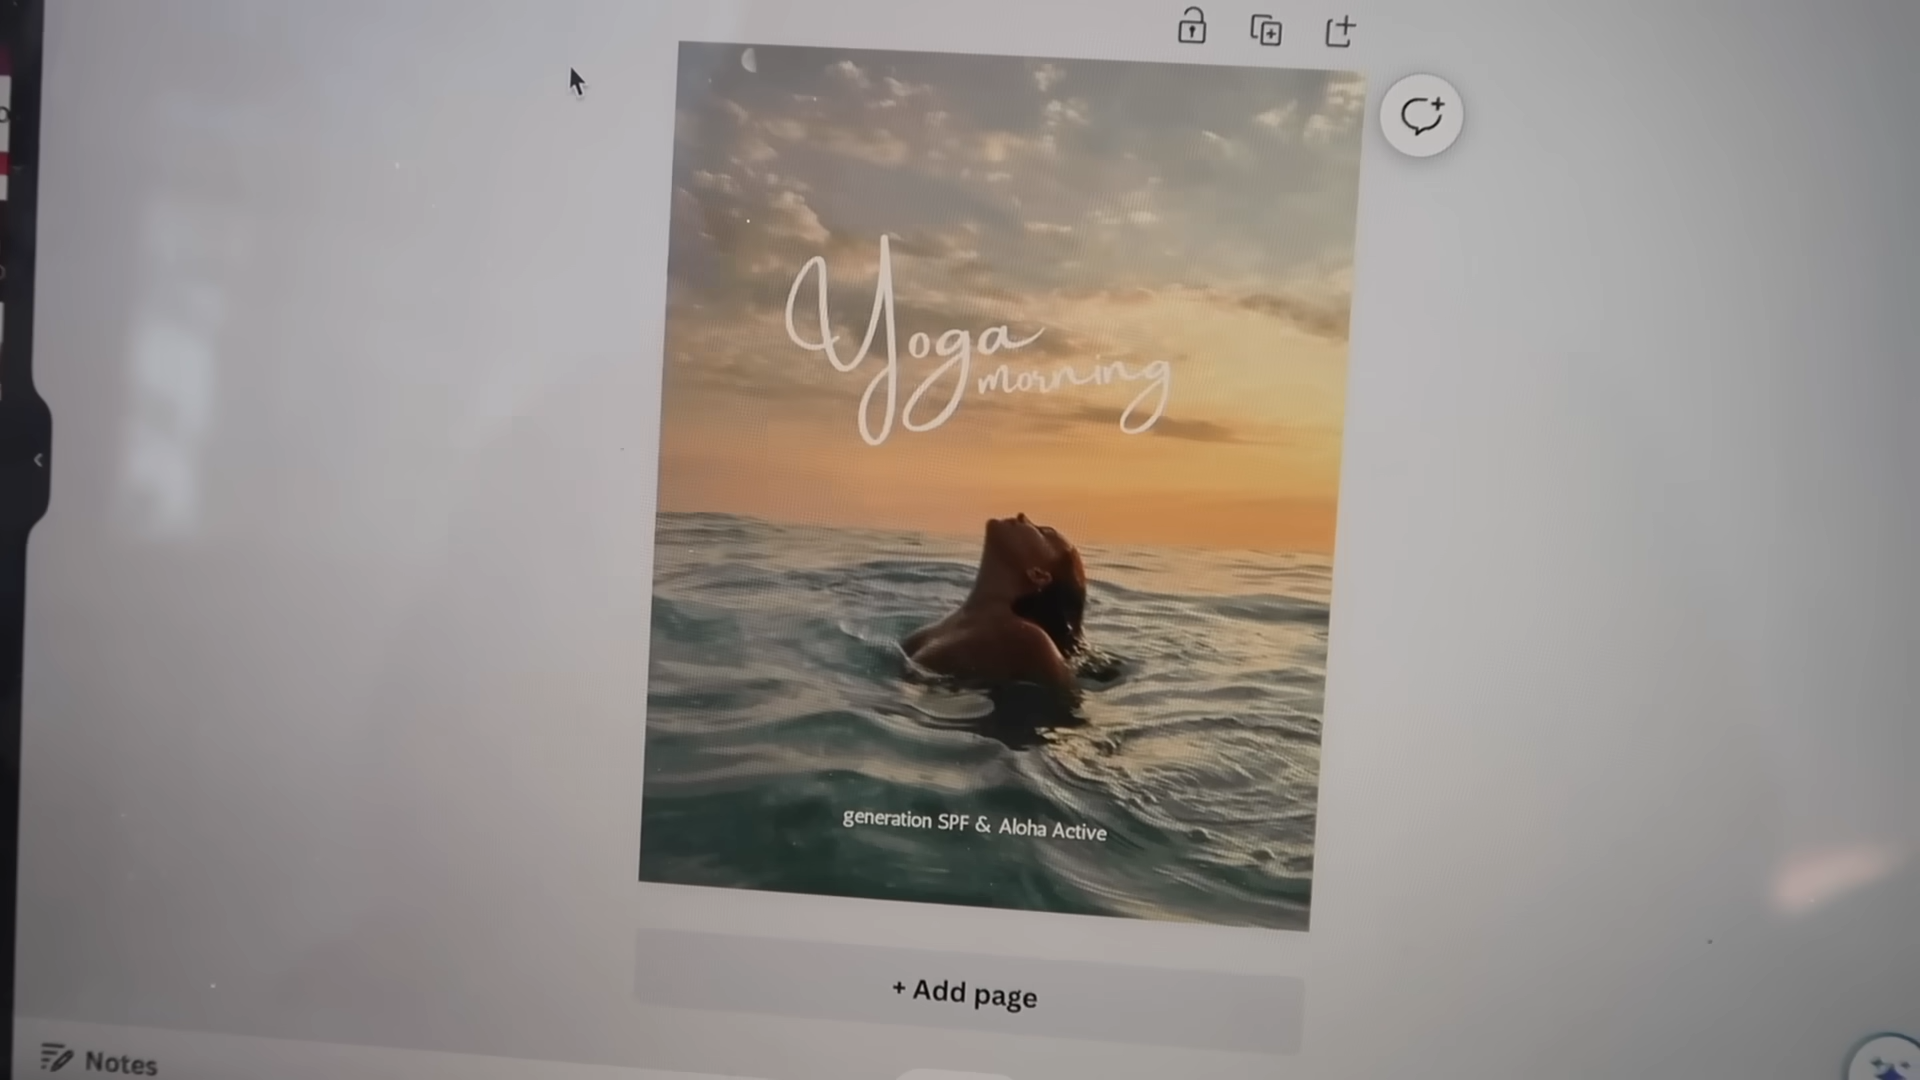 Yoga
morning
generation SPF & Aloha Active
+ Add page
Notes